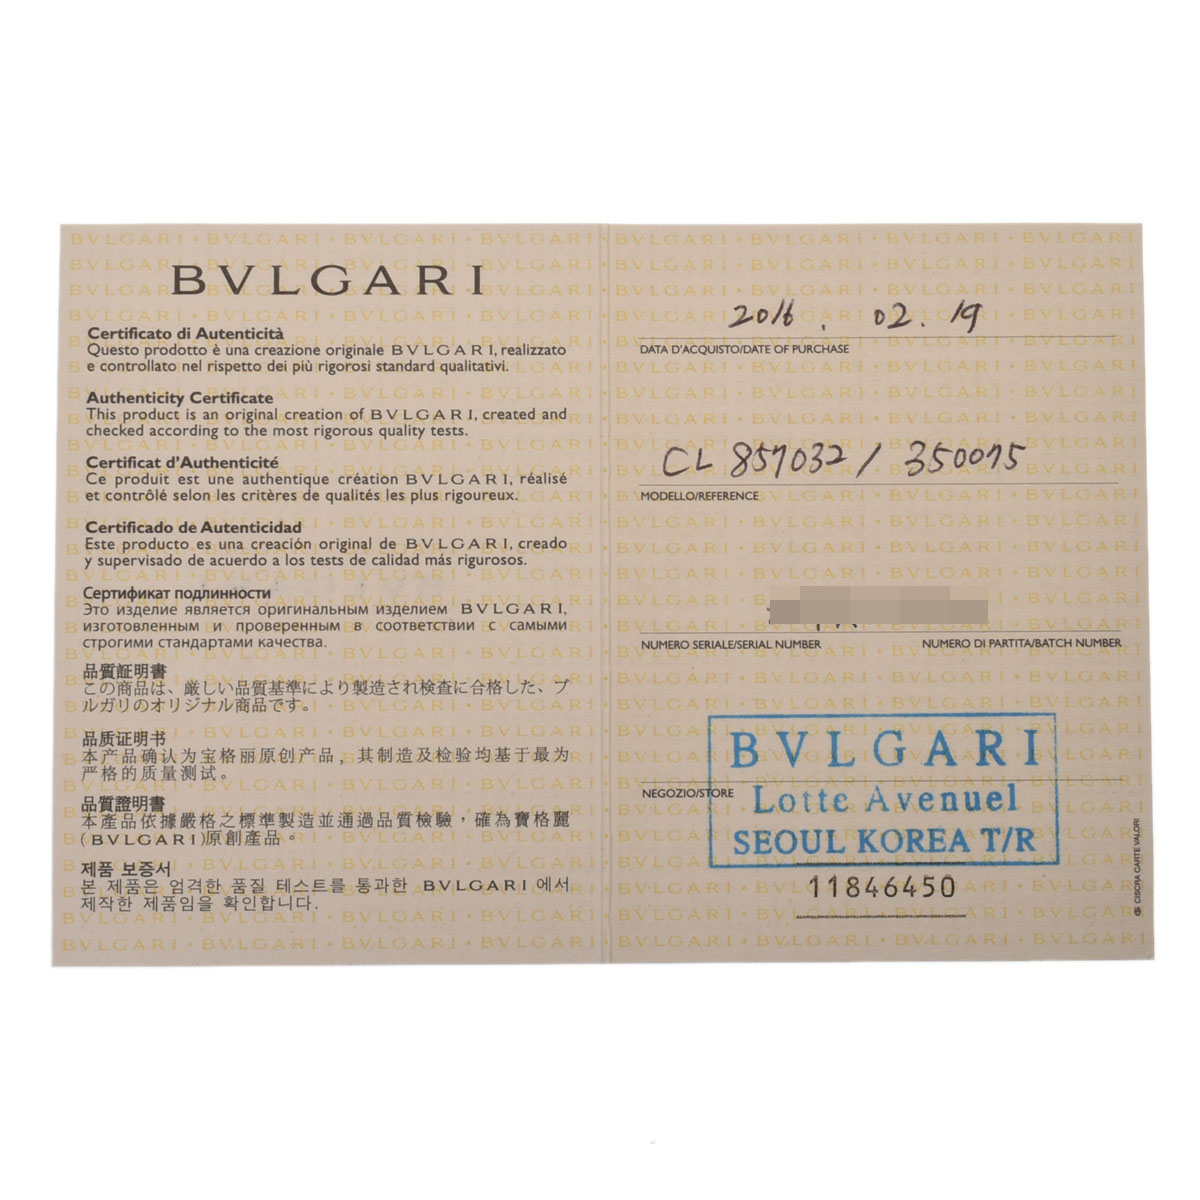 BVLGARI
Certificato di Autenticità
Questo prodotto è una creazione originale BVLGARI, realizzato
e controllato nel rispetto dei più rigorosi standard qualitativi.
Authenticity Certificate
This product is an original creation of BVLGARI, created and
checked according to the most rigorous quality tests.
Certificat d'Authenticité
Ce produit est une authentique création BVLGARI, réalisé
et contrôlé selon les critères de qualités les plus rigoureux.
Certificado de Autenticidad
Este producto es una creación original de BVLGARI, creado
y supervisado de acuerdo a los tests de calidad más rigurosos.
Сертификат подлинности
Это изделие является оригинальным изделием BVLGARI,
изготовленным и проверенным в соответствии с самыми
строгими стандартами качества.
品質証明書
この商品は、厳しい品質基準により製造され検査に合格した、ブ
ルガリのオリジナル商品です。
品质证明书
本产品确认为宝格丽原创产品，其制造及检验均基于最为
严格的质量测试。
品質證明書
本產品依據嚴格之標準製造並通過品質檢驗，確為寶格麗
(BVLGARI)原創產品。
제품 보증서
본 제품은 엄격한 품질 테스트를 통과한 BVLGARI 에서
제작한 제품임을 확인합니다.
2016. 02. 19
DATA D'ACQUISTO/DATE OF PURCHASE
CL 857032 / 350075
MODELLO/REFERENCE
NUMERO SERIALE/SERIAL NUMBER NUMERO DI PARTITA/BATCH NUMBER
BVLGARI
NEGOZIO/STORE
Lotte Avenuel
SEOUL KOREA T/R
11846450
CISCRA CARTE VALORI